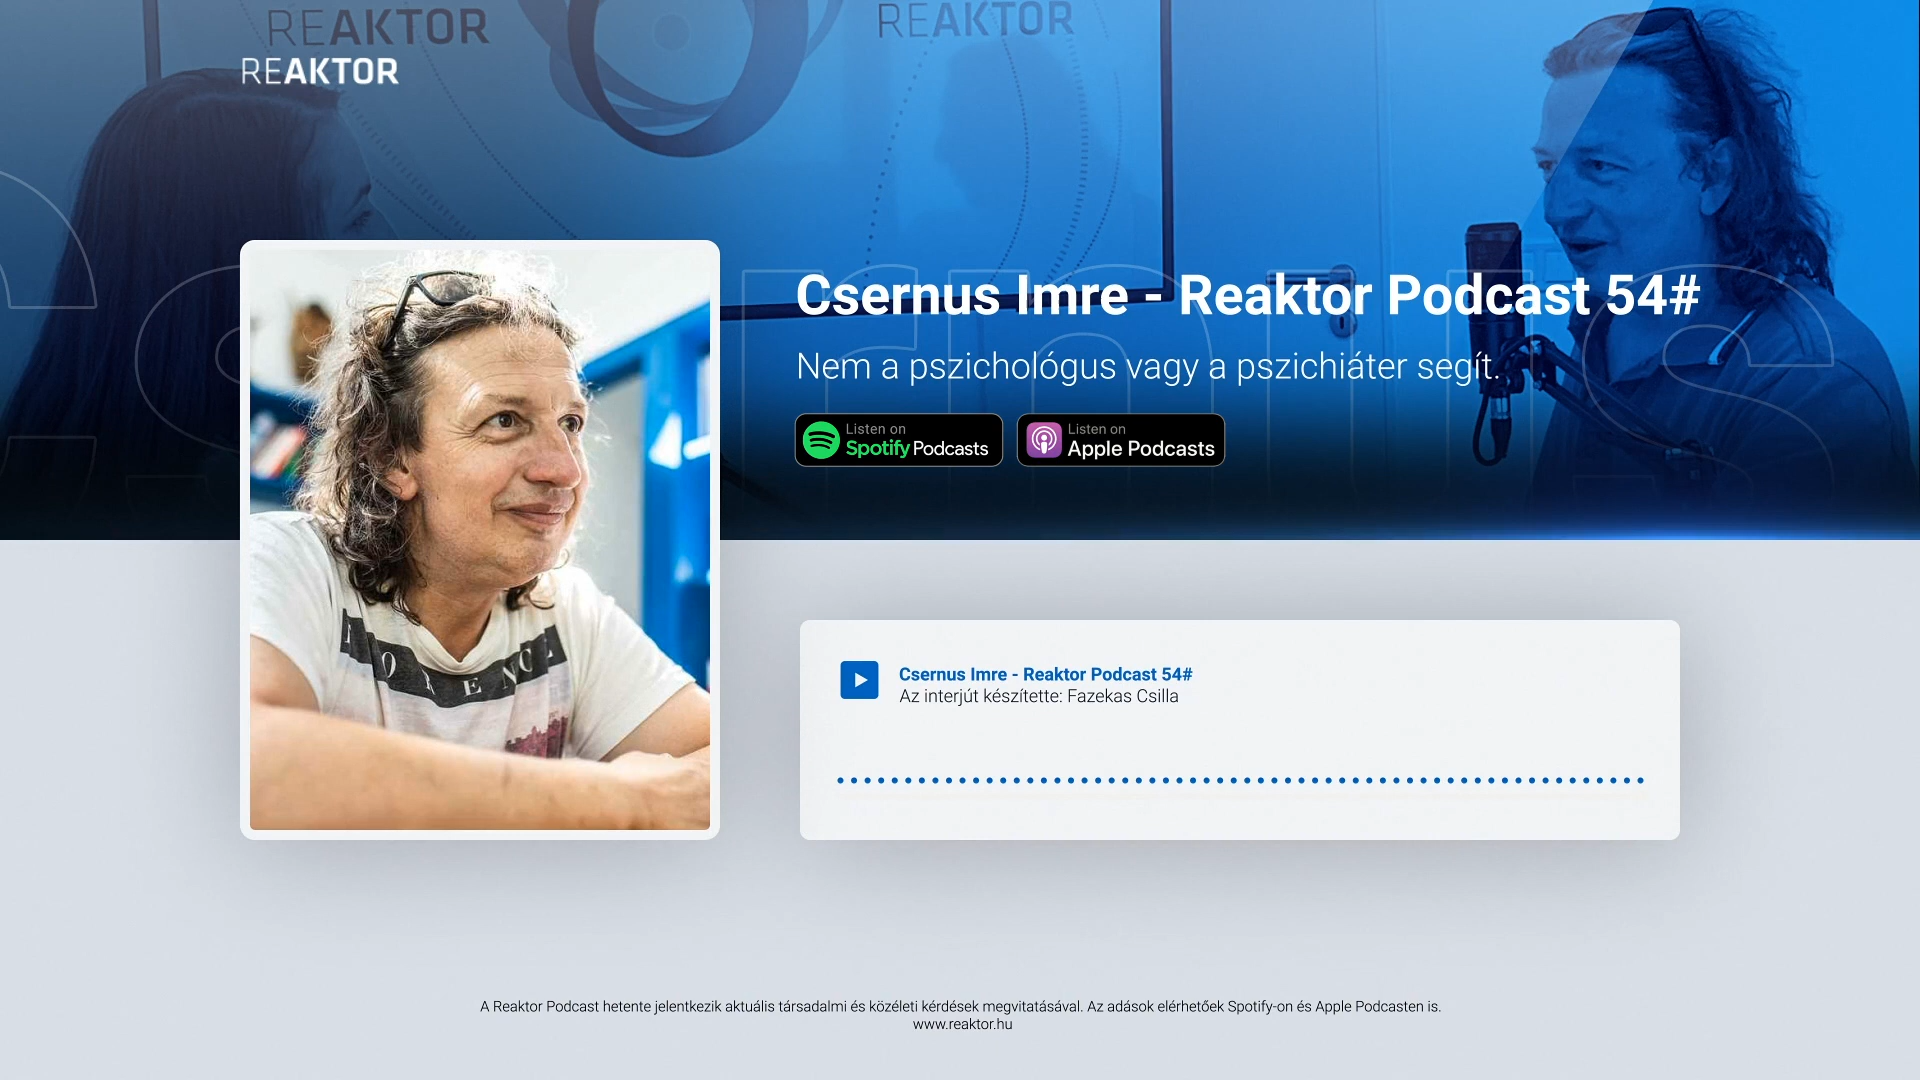 REAKTOR
REAKTOR
REAKTOR
Csernus Imre - Reaktor Podcast 54#
Nem a pszichológus vagy a pszichiáter segít.
Listen on
Spotify Podcasts
Listen on
Apple Podcasts
Csernus Imre - Reaktor Podcast 54#
Az interjút készítette: Fazekas Csilla
A Reaktor Podcast hetente jelentkezik aktuális társadalmi és közéleti kérdések megvitatásával. Az adások elérhetőek Spotify-on és Apple Podcasten is.
www.reaktor.hu